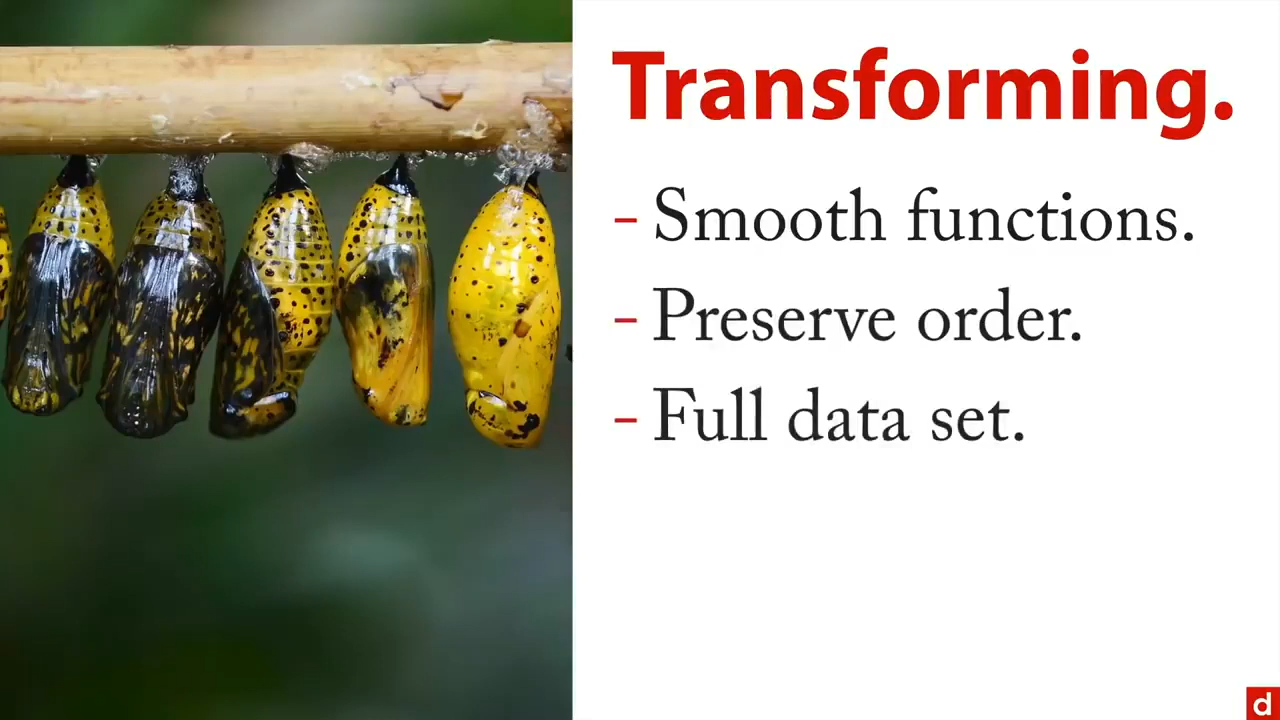 Transforming.
- Smooth functions.
- Preserve order.
- Full data set.
d